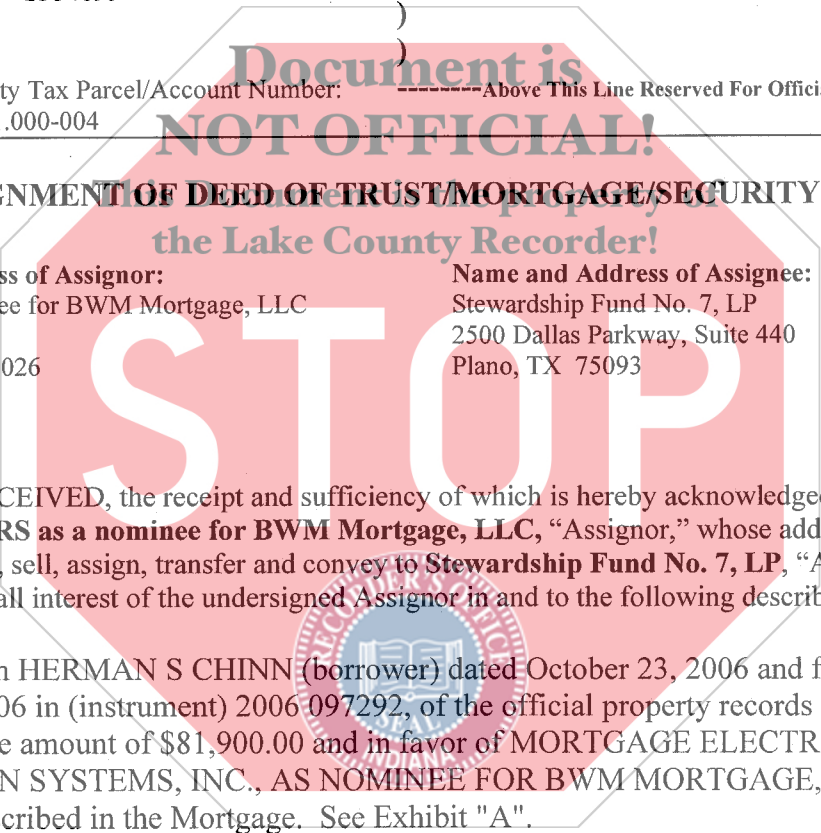 )
)
Document is
ty Tax Parcel/Account Number: --------Above This Line Reserved For Offici
.000-004
NOT OFFICIAL!
GNMENT OF DEED OF TRUST/MORTGAGE/SECURITY
This Document is the property of
the Lake County Recorder!
ss of Assignor: Name and Address of Assignee:
ee for BWM Mortgage, LLC Stewardship Fund No. 7, LP
2500 Dallas Parkway, Suite 440
026 Plano, TX 75093
STOP
CEIVED, the receipt and sufficiency of which is hereby acknowledged
RS as a nominee for BWM Mortgage, LLC, “Assignor,” whose add
, sell, assign, transfer and convey to Stewardship Fund No. 7, LP, “A
all interest of the undersigned Assignor in and to the following describ
n HERMAN S CHINN (borrower) dated October 23, 2006 and f
06 in (instrument) 2006 097292, of the official property records
e amount of $81,900.00 and in favor of MORTGAGE ELECTR
N SYSTEMS, INC., AS NOMINEE FOR BWM MORTGAGE,
cribed in the Mortgage. See Exhibit "A".
RECORDER'S OFFICE
SEAL
INDIANA